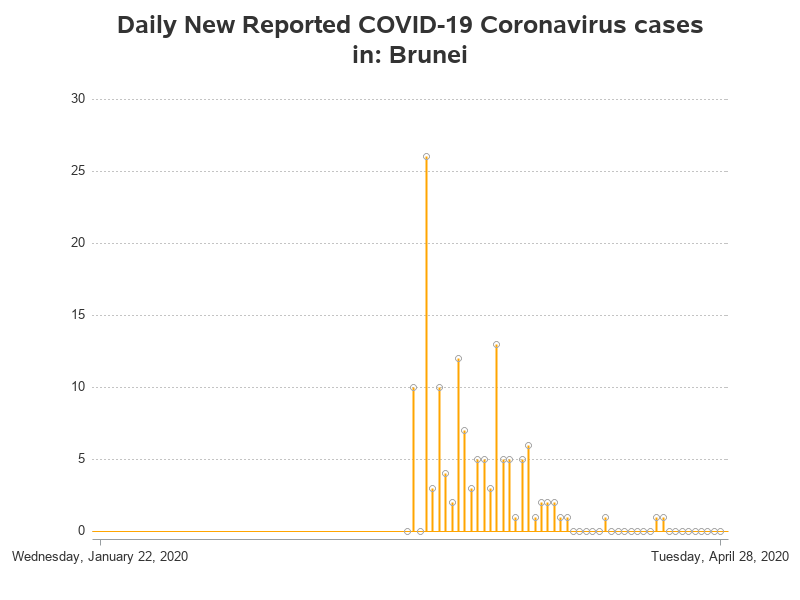 Daily New Reported COVID-19 Coronavirus cases
in: Brunei
30
25
20
15
10
5
0
Wednesday, January 22, 2020
Tuesday, April 28, 2020